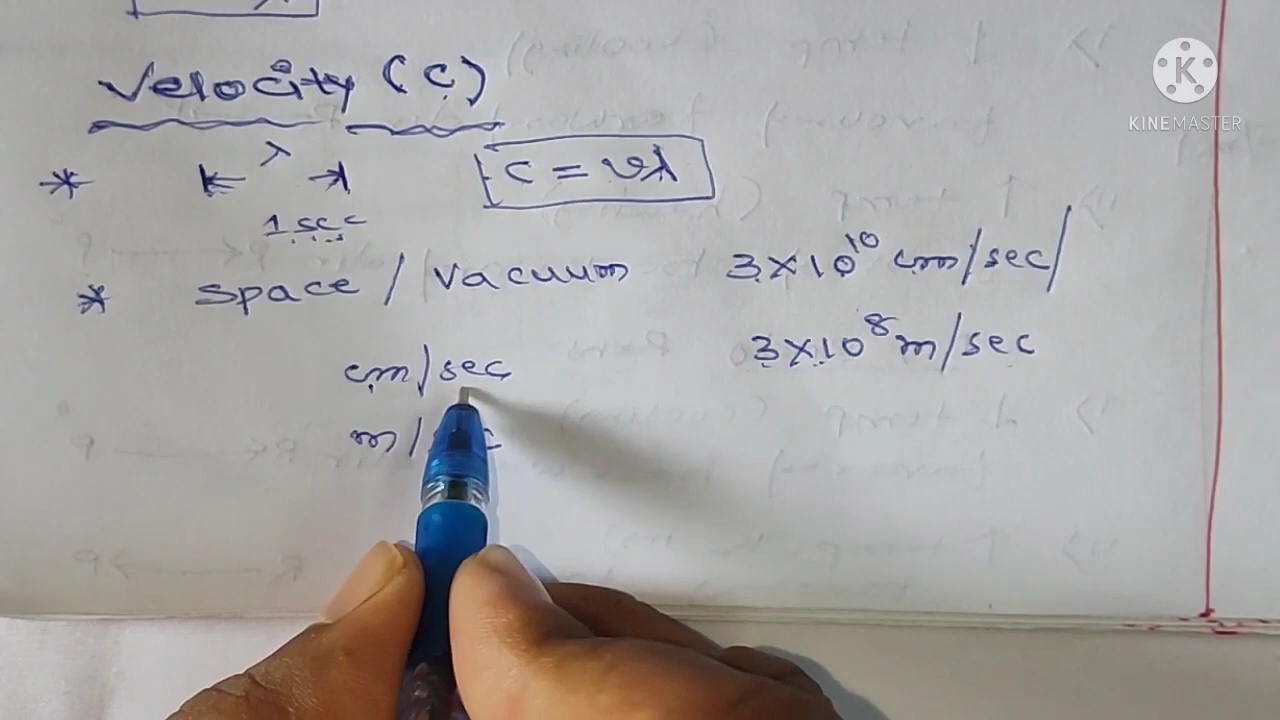 Velocity (C)
* λ
C = νλ
1 sec
* Space / Vacuum 3×10¹⁰ cm/sec/
3×10⁸ m/sec
cm/sec
m/
K
KINEMASTER